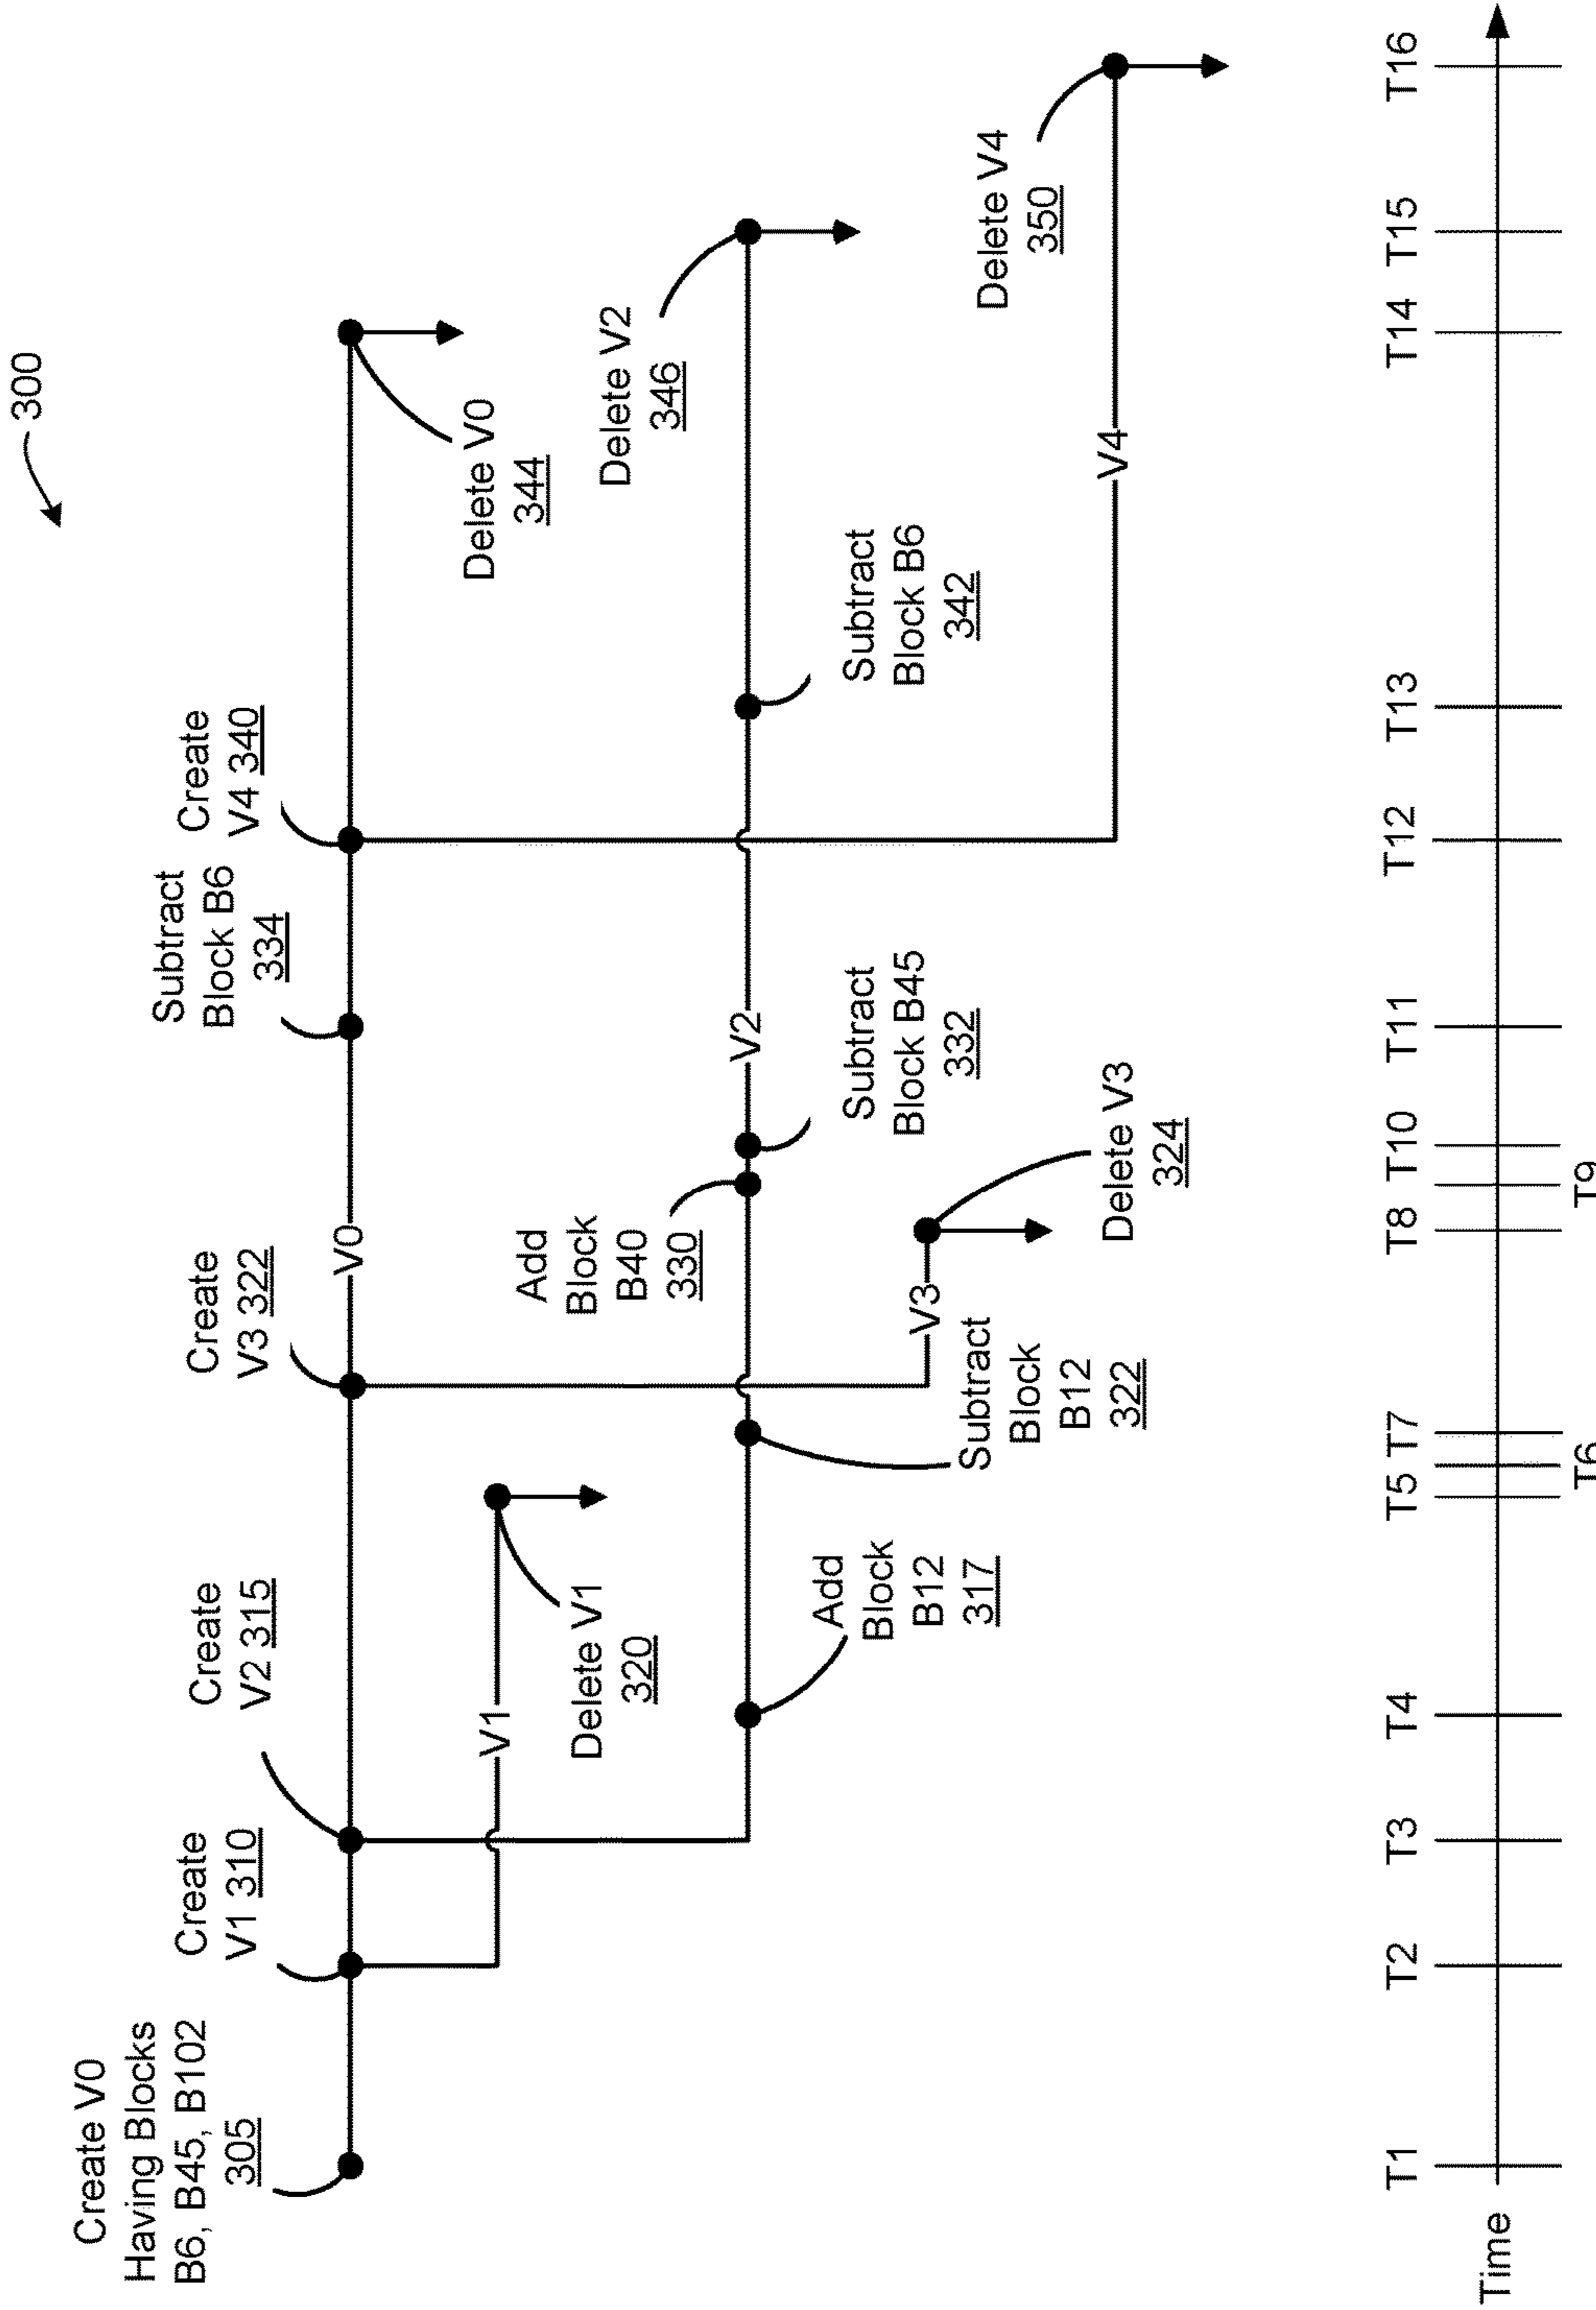 300
Create V0
Having Blocks
B6, B45, B102
305
Create
V1 310
Create
V2 315
Create
V3 322
Subtract
Block B6
334
Create
V4 340
V0
Delete V0
344
V1
Delete V1
320
Add
Block
B12
317
Subtract
Block
B12
322
Add
Block
B40
330
V2
Subtract
Block B45
332
Subtract
Block B6
342
Delete V2
346
V3
Delete V3
324
V4
Delete V4
350
T1
T2
T3
T4
T5
T6
T7
T8
T9
T10
T11
T12
T13
T14
T15
T16
Time